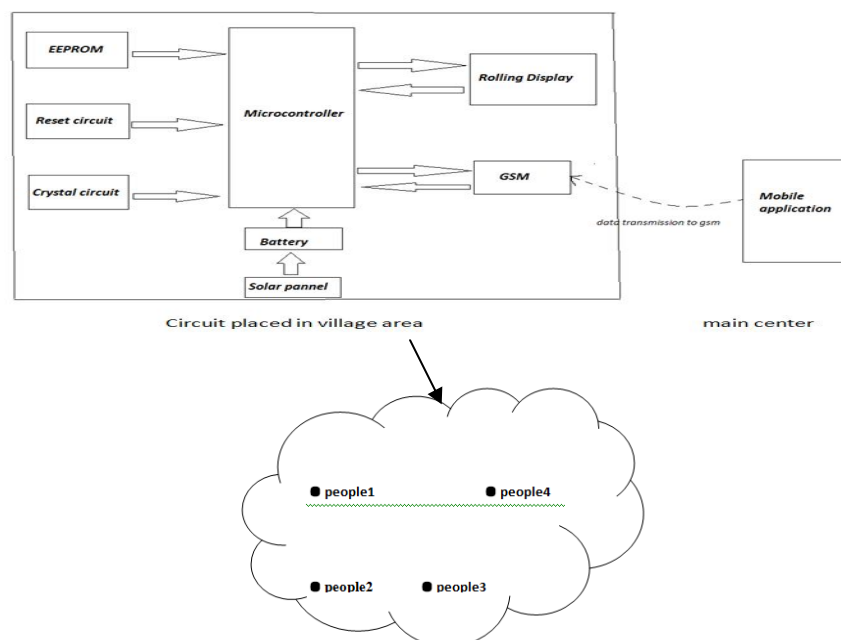 EEPROM
Reset circuit
Crystal circuit
Microcontroller
Rolling Display
GSM
Battery
Solar pannel
data transmission to gsm
Mobile
application
Circuit placed in village area
main center
people1
people4
people2
people3